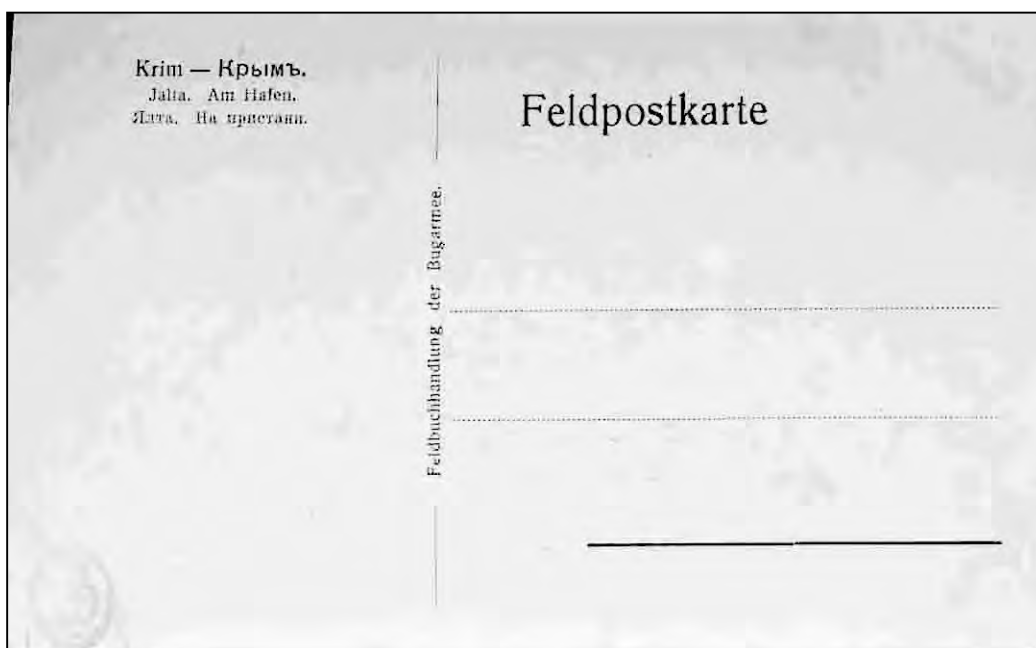 Krim — Крымъ.
Jalta. Am Hafen.
Ялта. На пристани.
Feldbuchhandlung der Bugarmee.
Feldpostkarte